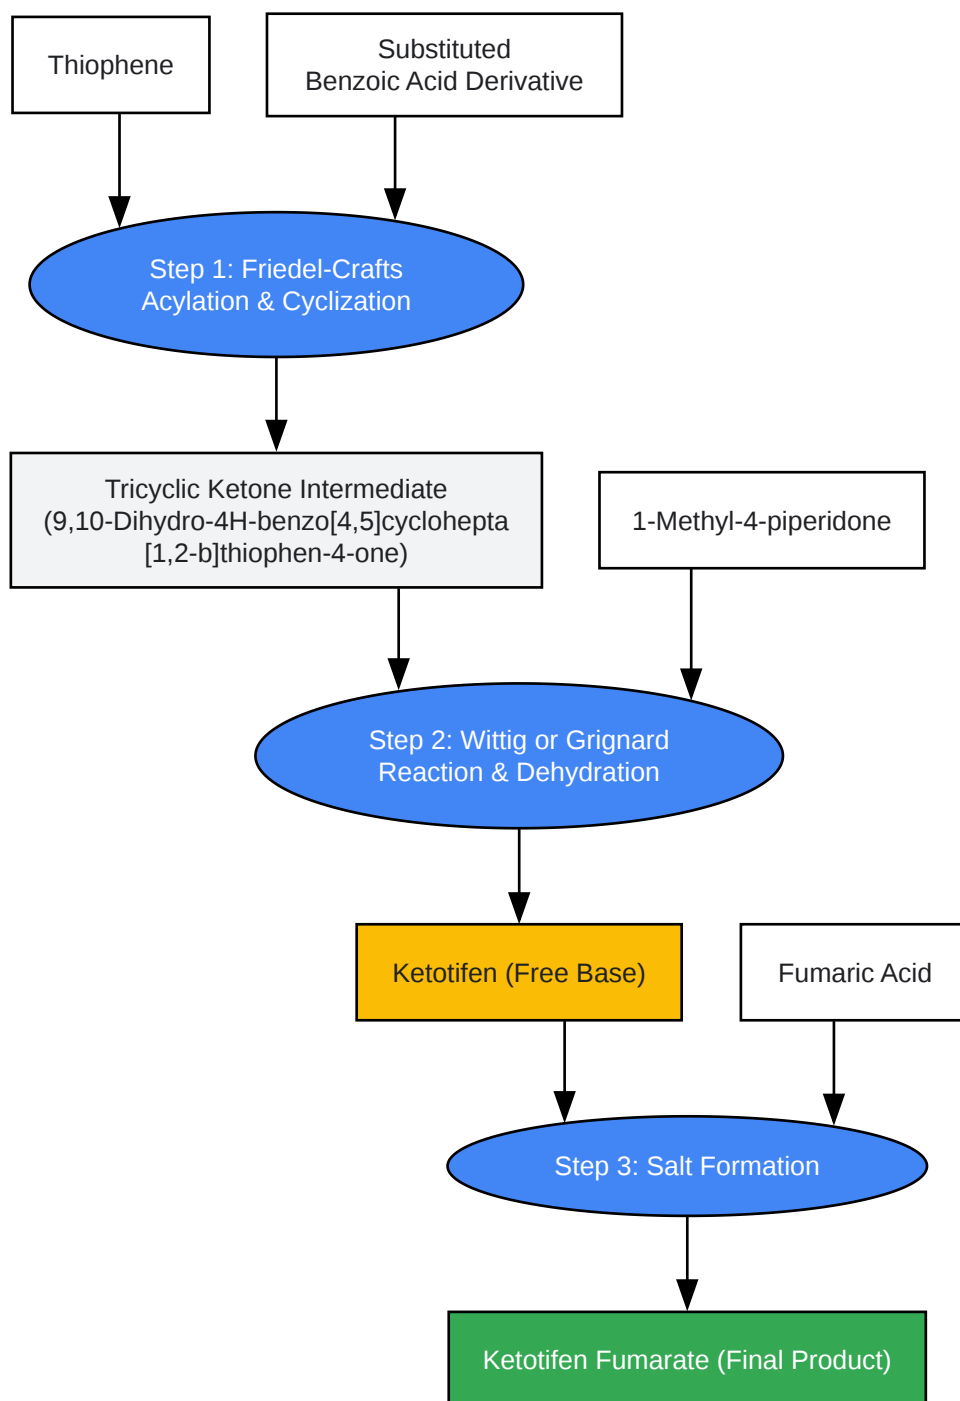 Thiophene
Substituted
Benzoic Acid Derivative
Step 1: Friedel-Crafts
Acylation & Cyclization
Tricyclic Ketone Intermediate
(9,10-Dihydro-4H-benzo[4,5]cyclohepta
[1,2-b]thiophen-4-one)
1-Methyl-4-piperidone
Step 2: Wittig or Grignard
Reaction & Dehydration
Ketotifen (Free Base)
Fumaric Acid
Step 3: Salt Formation
Ketotifen Fumarate (Final Product)